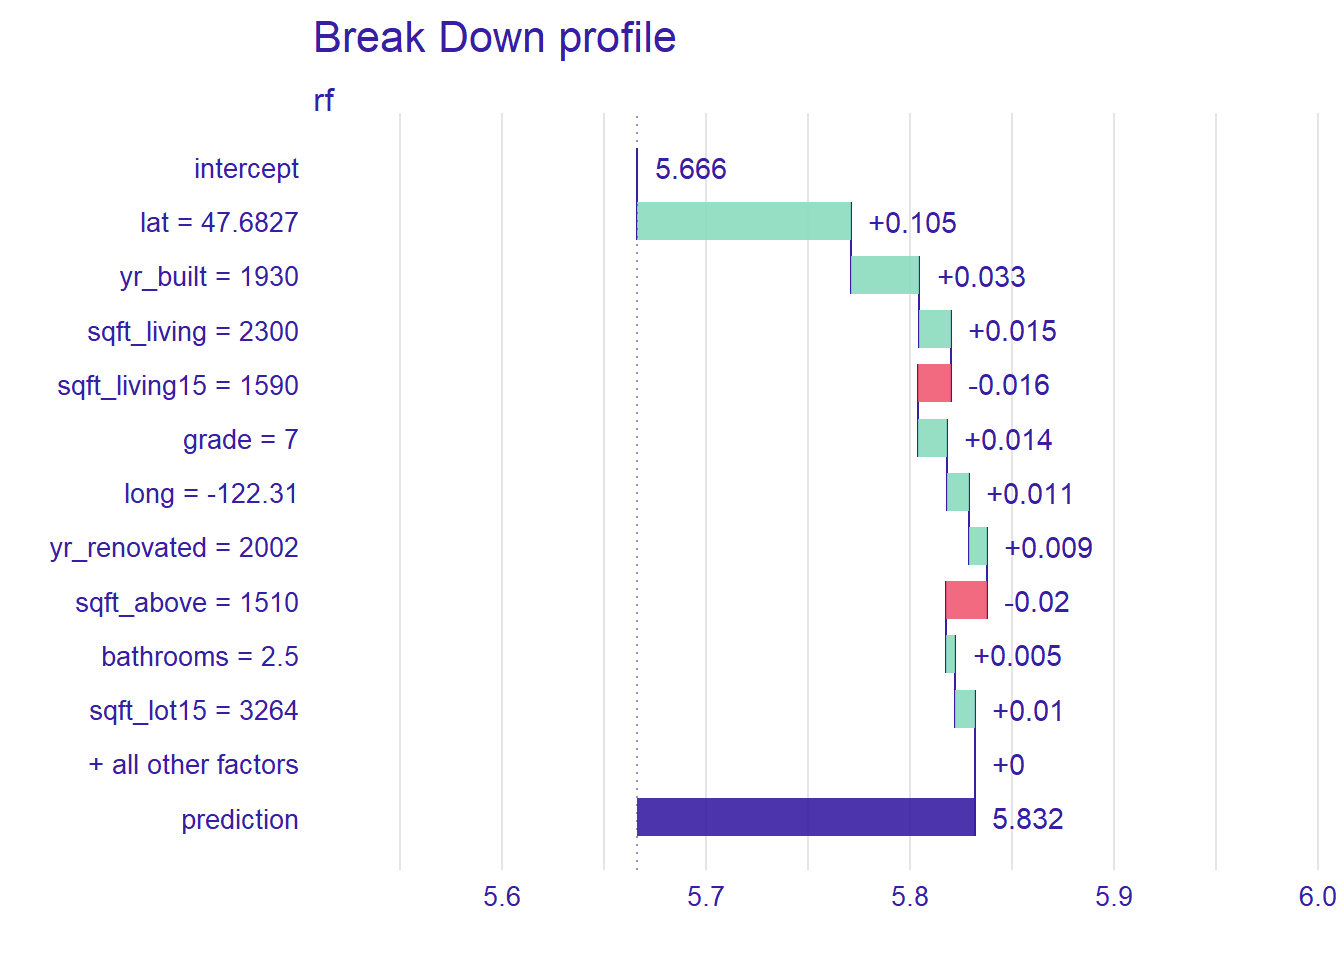 Break Down profile
rf
intercept 5.666
lat = 47.6827 +0.105
yr_built = 1930 +0.033
sqft_living = 2300 +0.015
sqft_living15 = 1590 -0.016
grade = 7 +0.014
long = -122.31 +0.011
yr_renovated = 2002 +0.009
sqft_above = 1510 -0.02
bathrooms = 2.5 +0.005
sqft_lot15 = 3264 +0.01
+ all other factors +0
prediction 5.832
5.6 5.7 5.8 5.9 6.0